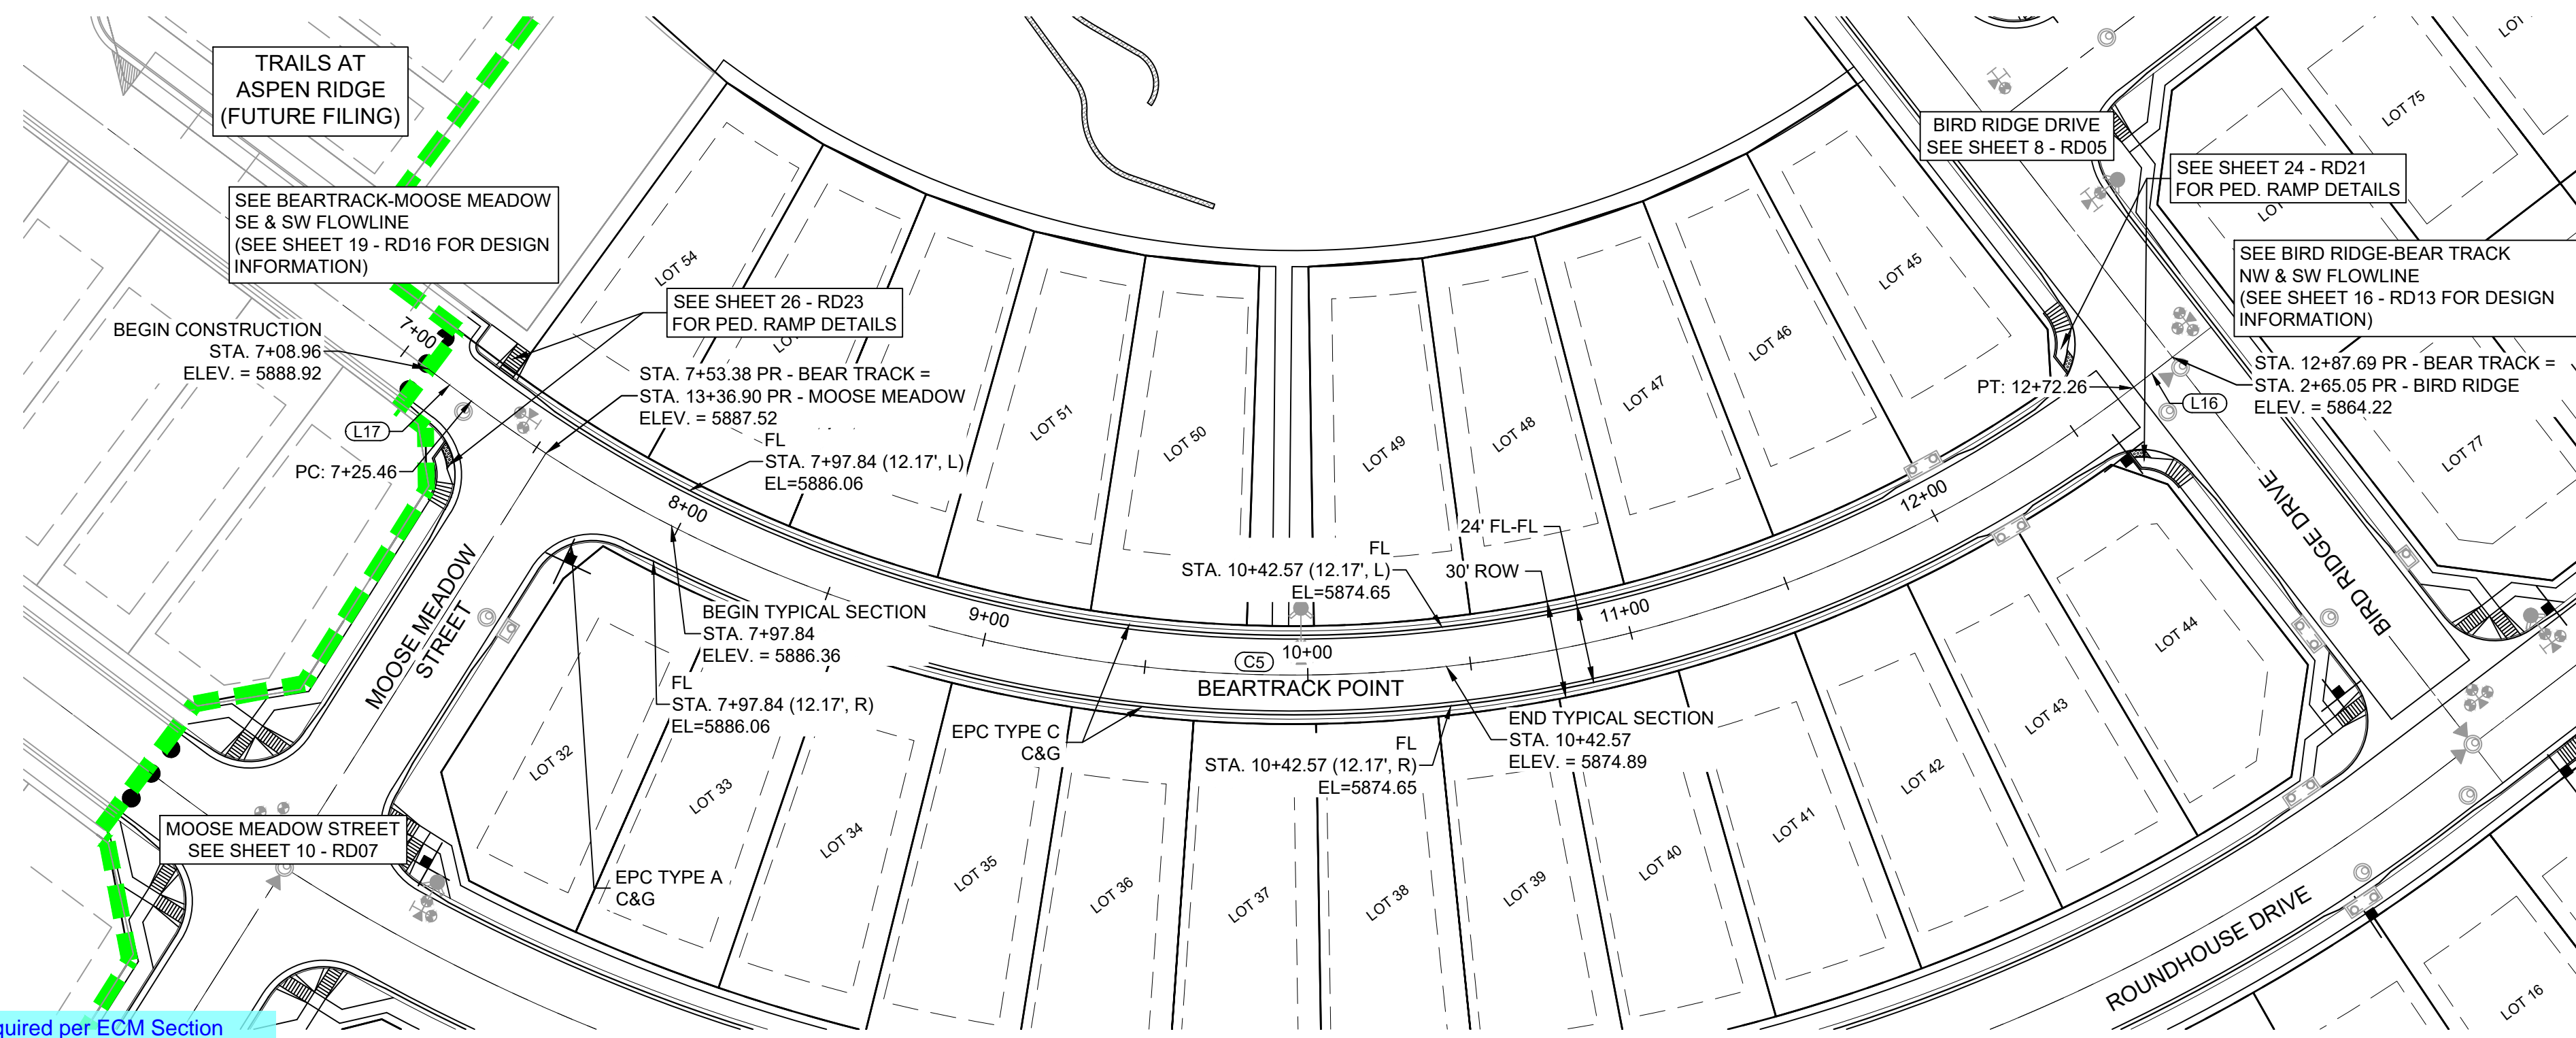 TRAILS AT
ASPEN RIDGE
(FUTURE FILING)
SEE BEARTRACK-MOOSE MEADOW
SE & SW FLOWLINE
(SEE SHEET 19 - RD16 FOR DESIGN
INFORMATION)
BEGIN CONSTRUCTION
STA. 7+08.96
ELEV. = 5888.92
7+00
L17
PC: 7+25.46
SEE SHEET 26 - RD23
FOR PED. RAMP DETAILS
STA. 7+53.38 PR - BEAR TRACK =
STA. 13+36.90 PR - MOOSE MEADOW
ELEV. = 5887.52
FL
STA. 7+97.84 (12.17', L)
EL=5886.06
8+00
LOT 54
LOT 51
LOT 50
LOT 49
LOT 48
LOT 47
LOT 46
LOT 45
BIRD RIDGE DRIVE
SEE SHEET 8 - RD05
SEE SHEET 24 - RD21
FOR PED. RAMP DETAILS
SEE BIRD RIDGE-BEAR TRACK
NW & SW FLOWLINE
(SEE SHEET 16 - RD13 FOR DESIGN
INFORMATION)
STA. 12+87.69 PR - BEAR TRACK =
STA. 2+65.05 PR - BIRD RIDGE
ELEV. = 5864.22
PT: 12+72.26
L16
LOT 75
LOT 77
12+00
24' FL-FL
30' ROW
FL
STA. 10+42.57 (12.17', L)
EL=5874.65
9+00
C5
10+00
11+00
BEARTRACK POINT
BEGIN TYPICAL SECTION
STA. 7+97.84
ELEV. = 5886.36
FL
STA. 7+97.84 (12.17', R)
EL=5886.06
EPC TYPE C
C&G
FL
STA. 10+42.57 (12.17', R)
EL=5874.65
END TYPICAL SECTION
STA. 10+42.57
ELEV. = 5874.89
MOOSE MEADOW
STREET
BIRD RIDGE DRIVE
BIRD RIDGE DRIVE
LOT 32
LOT 33
LOT 34
LOT 35
LOT 36
LOT 37
LOT 38
LOT 39
LOT 40
LOT 41
LOT 42
LOT 43
LOT 44
MOOSE MEADOW STREET
SEE SHEET 10 - RD07
EPC TYPE A
C&G
ROUNDHOUSE DRIVE
LOT 16
quired per ECM Section